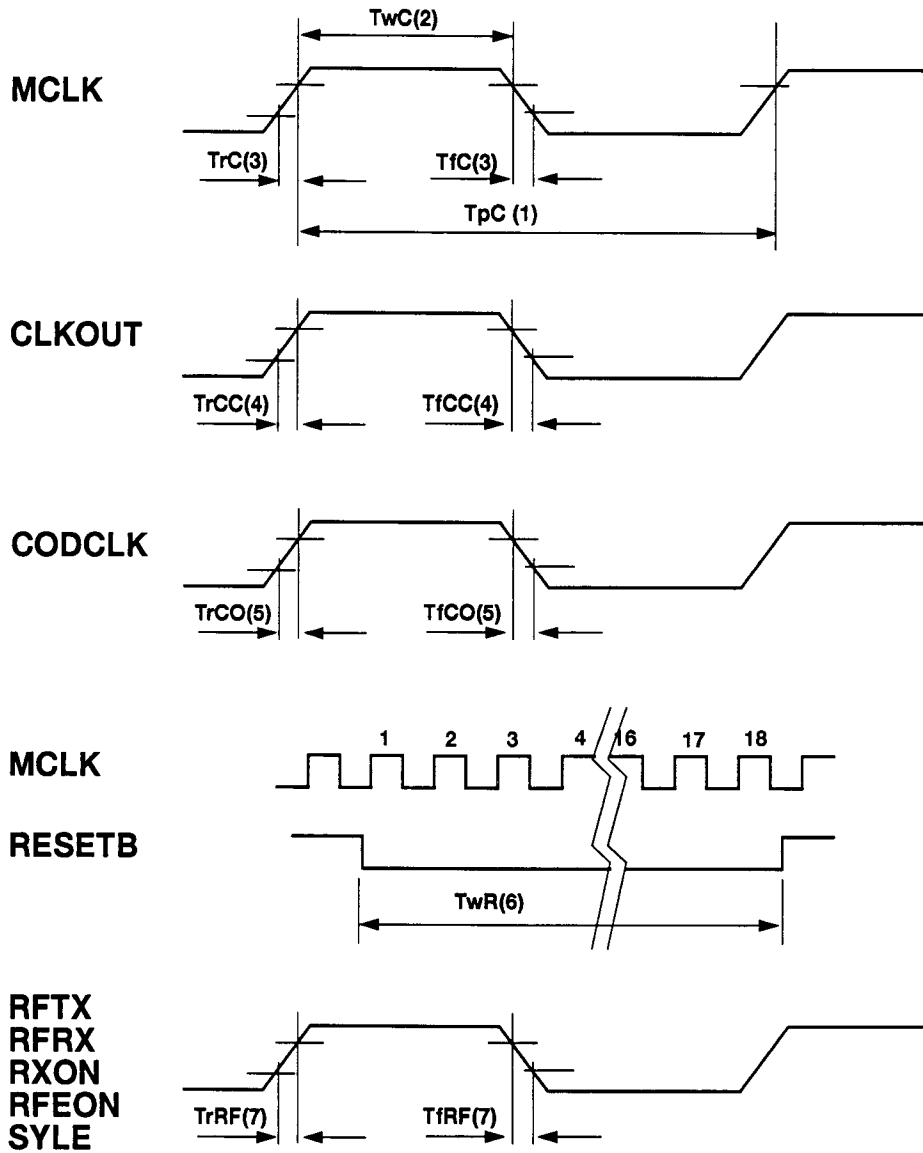 TwC(2)
MCLK
TrC(3)
TfC(3)
TpC (1)
CLKOUT
TrCC(4)
TfCC(4)
CODCLK
TrCO(5)
TfCO(5)
1 2 3 4 16 17 18
MCLK
RESETB
TwR(6)
RFTX
RFRX
RXON
RFEON
TrRF(7)
TfRF(7)
SYLE